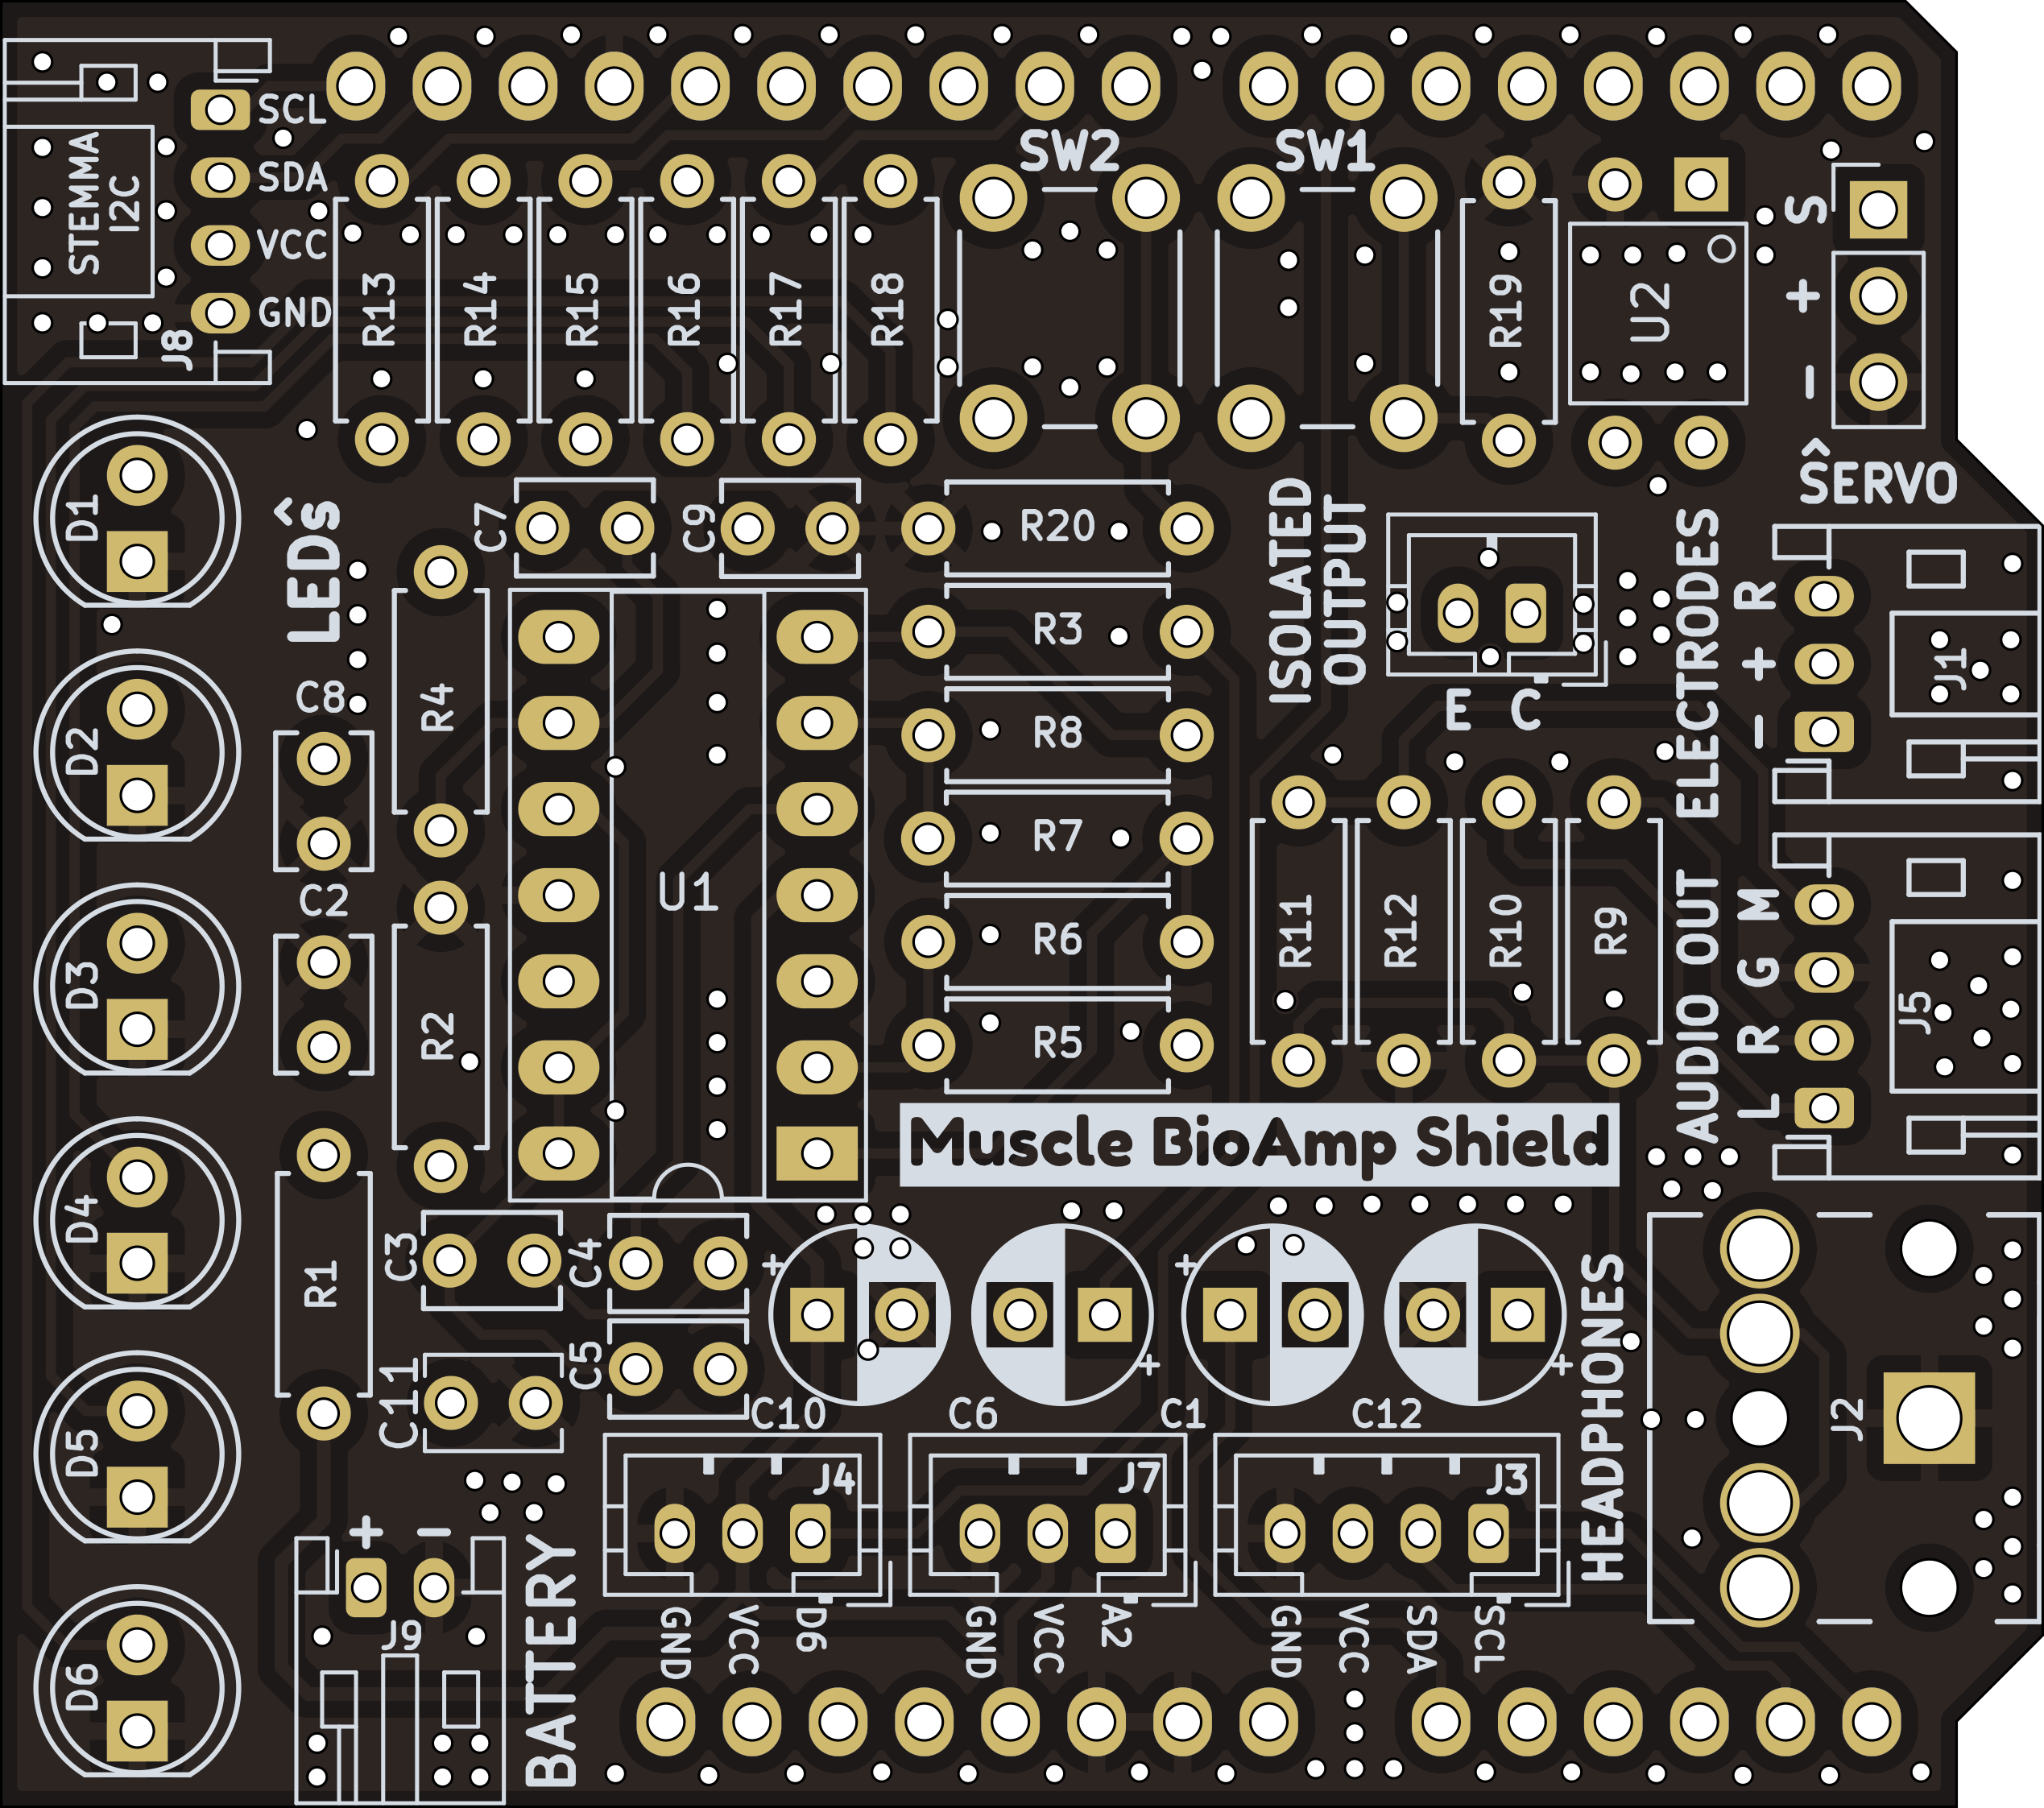 SCL
SDA
VCC
GND
STEMMA
I2C
J8
SW2
SW1
R13
R14
R15
R16
R17
R18
R19
U2
S
+
-
SERVO
D1
LEDs
C7
C9
R20
ISOLATED
OUTPUT
E C
ELECTRODES
R
+
-
J1
D2
C8
R4
R3
R8
R7
U1
C2
R6
R5
R11
R12
R10
R9
AUDIO OUT
M
G
R
L
J5
D3
R2
Muscle BioAmp Shield
D4
R1
C3
C4
C5
C11
+
+
+
+
C10
C6
C1
C12
HEADPHONES
J2
D5
+ -
J9
BATTERY
J4
J7
J3
GND
VCC
D6
GND
VCC
A2
GND
VCC
SDA
SCL
D6